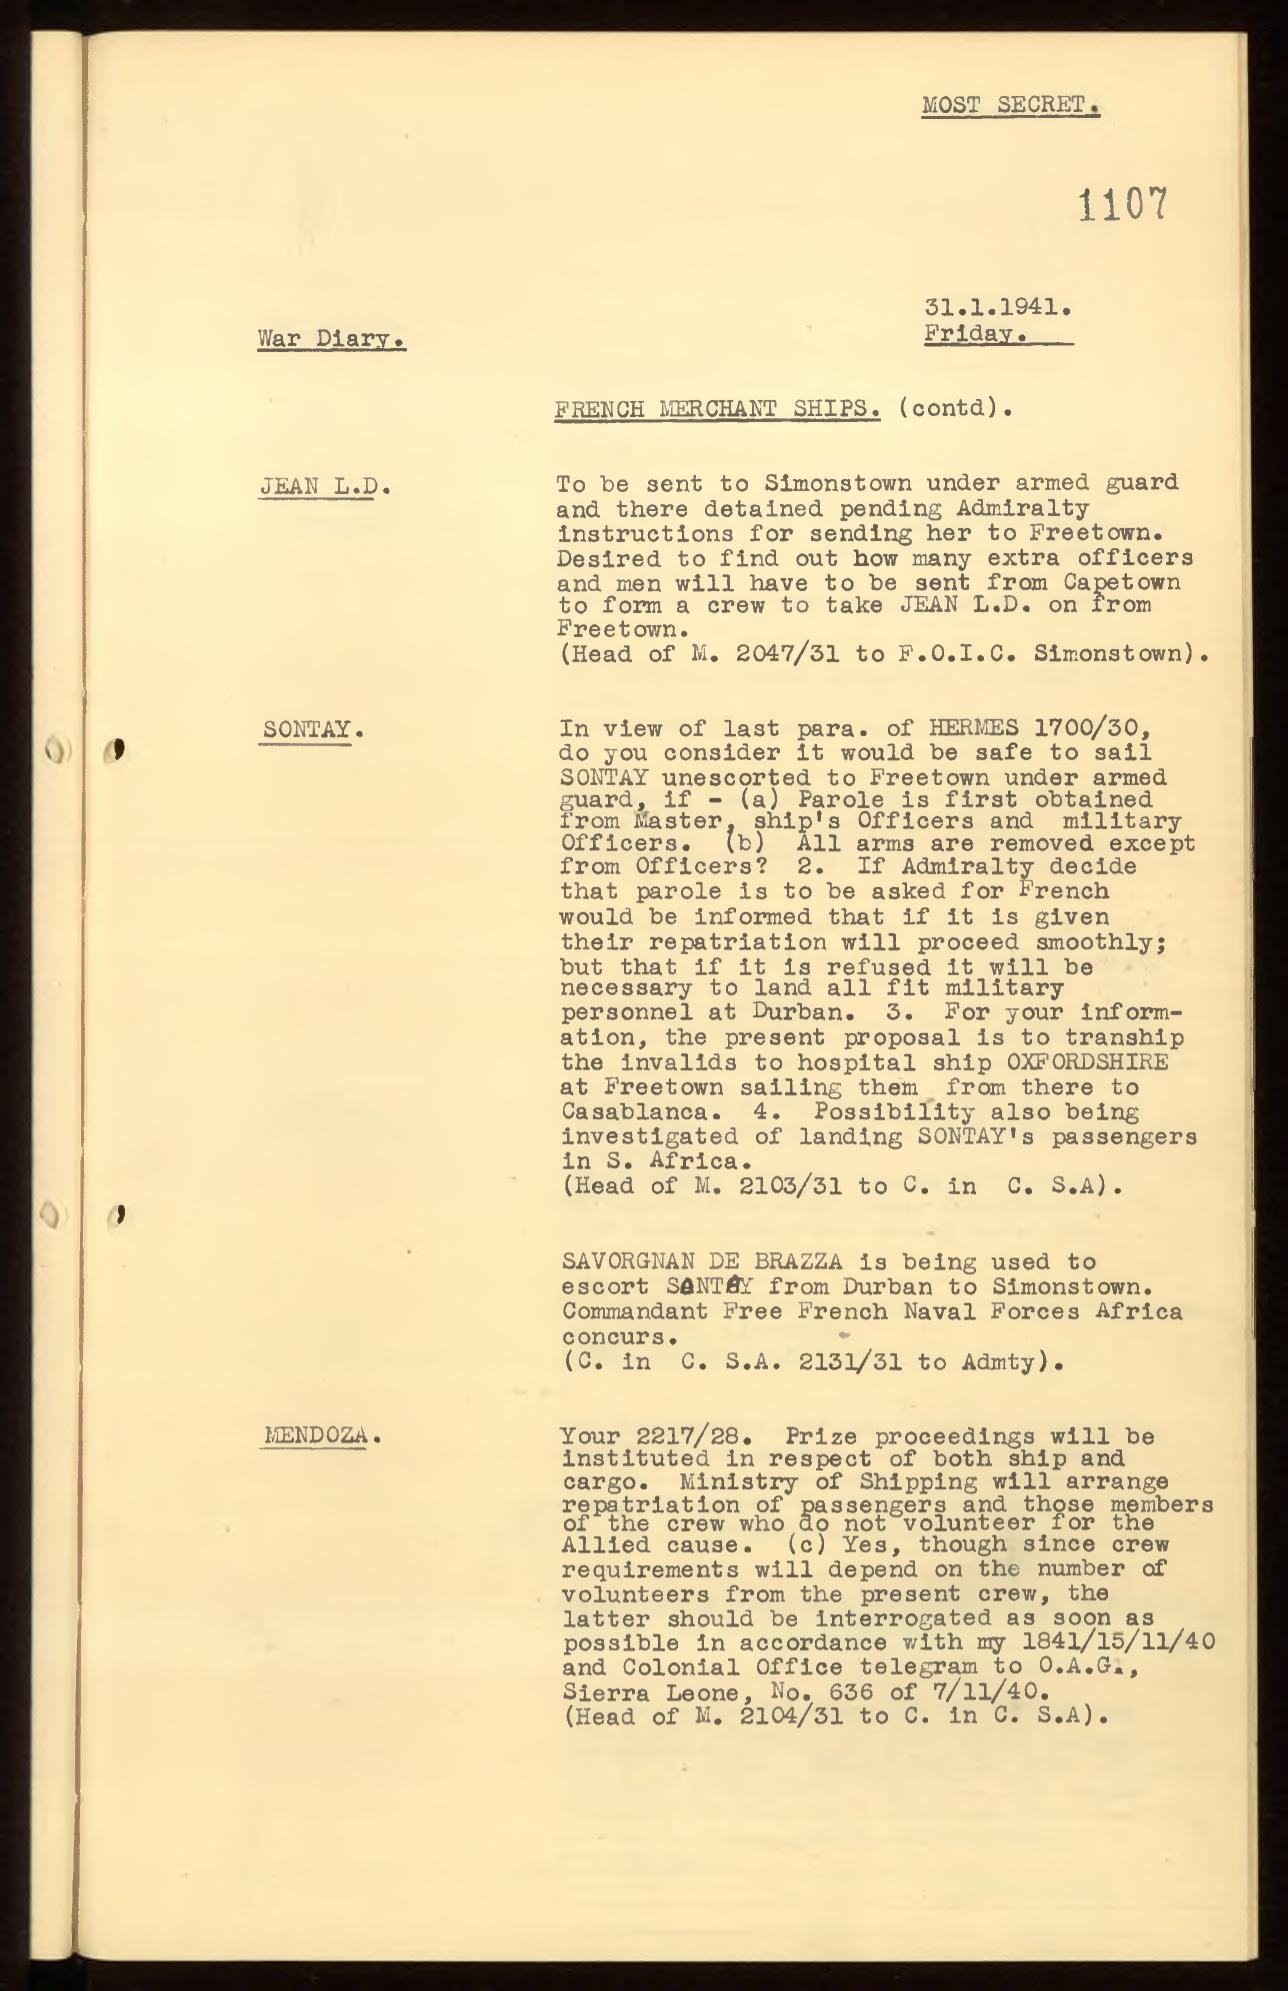 MOST SECRET.
1107
31.1.1941.
Friday.
War Diary.
FRENCH MERCHANT SHIPS. (contd).
JEAN L.D.
To be sent to Simonstown under armed guard
and there detained pending Admiralty
instructions for sending her to Freetown.
Desired to find out how many extra officers
and men will have to be sent from Capetown
to form a crew to take JEAN L.D. on from
Freetown.
(Head of M. 2047/31 to F.O.I.C. Simonstown).
SONTAY.
In view of last para. of HERMES 1700/30,
do you consider it would be safe to sail
SONTAY unescorted to Freetown under armed
guard, if - (a) Parole is first obtained
from Master, ship's Officers and military
Officers. (b) All arms are removed except
from Officers? 2. If Admiralty decide
that parole is to be asked for French
would be informed that if it is given
their repatriation will proceed smoothly;
but that if it is refused it will be
necessary to land all fit military
personnel at Durban. 3. For your inform-
ation, the present proposal is to tranship
the invalids to hospital ship OXFORDSHIRE
at Freetown sailing them from there to
Casablanca. 4. Possibility also being
investigated of landing SONTAY's passengers
in S. Africa.
(Head of M. 2103/31 to C. in C. S.A).
SAVORGNAN DE BRAZZA is being used to
escort SONTAY from Durban to Simonstown.
Commandant Free French Naval Forces Africa
concurs.
(C. in C. S.A. 2131/31 to Admty).
MENDOZA.
Your 2217/28. Prize proceedings will be
instituted in respect of both ship and
cargo. Ministry of Shipping will arrange
repatriation of passengers and those members
of the crew who do not volunteer for the
Allied cause. (c) Yes, though since crew
requirements will depend on the number of
volunteers from the present crew, the
latter should be interrogated as soon as
possible in accordance with my 1841/15/11/40
and Colonial Office telegram to O.A.G.,
Sierra Leone, No. 636 of 7/11/40.
(Head of M. 2104/31 to C. in C. S.A).